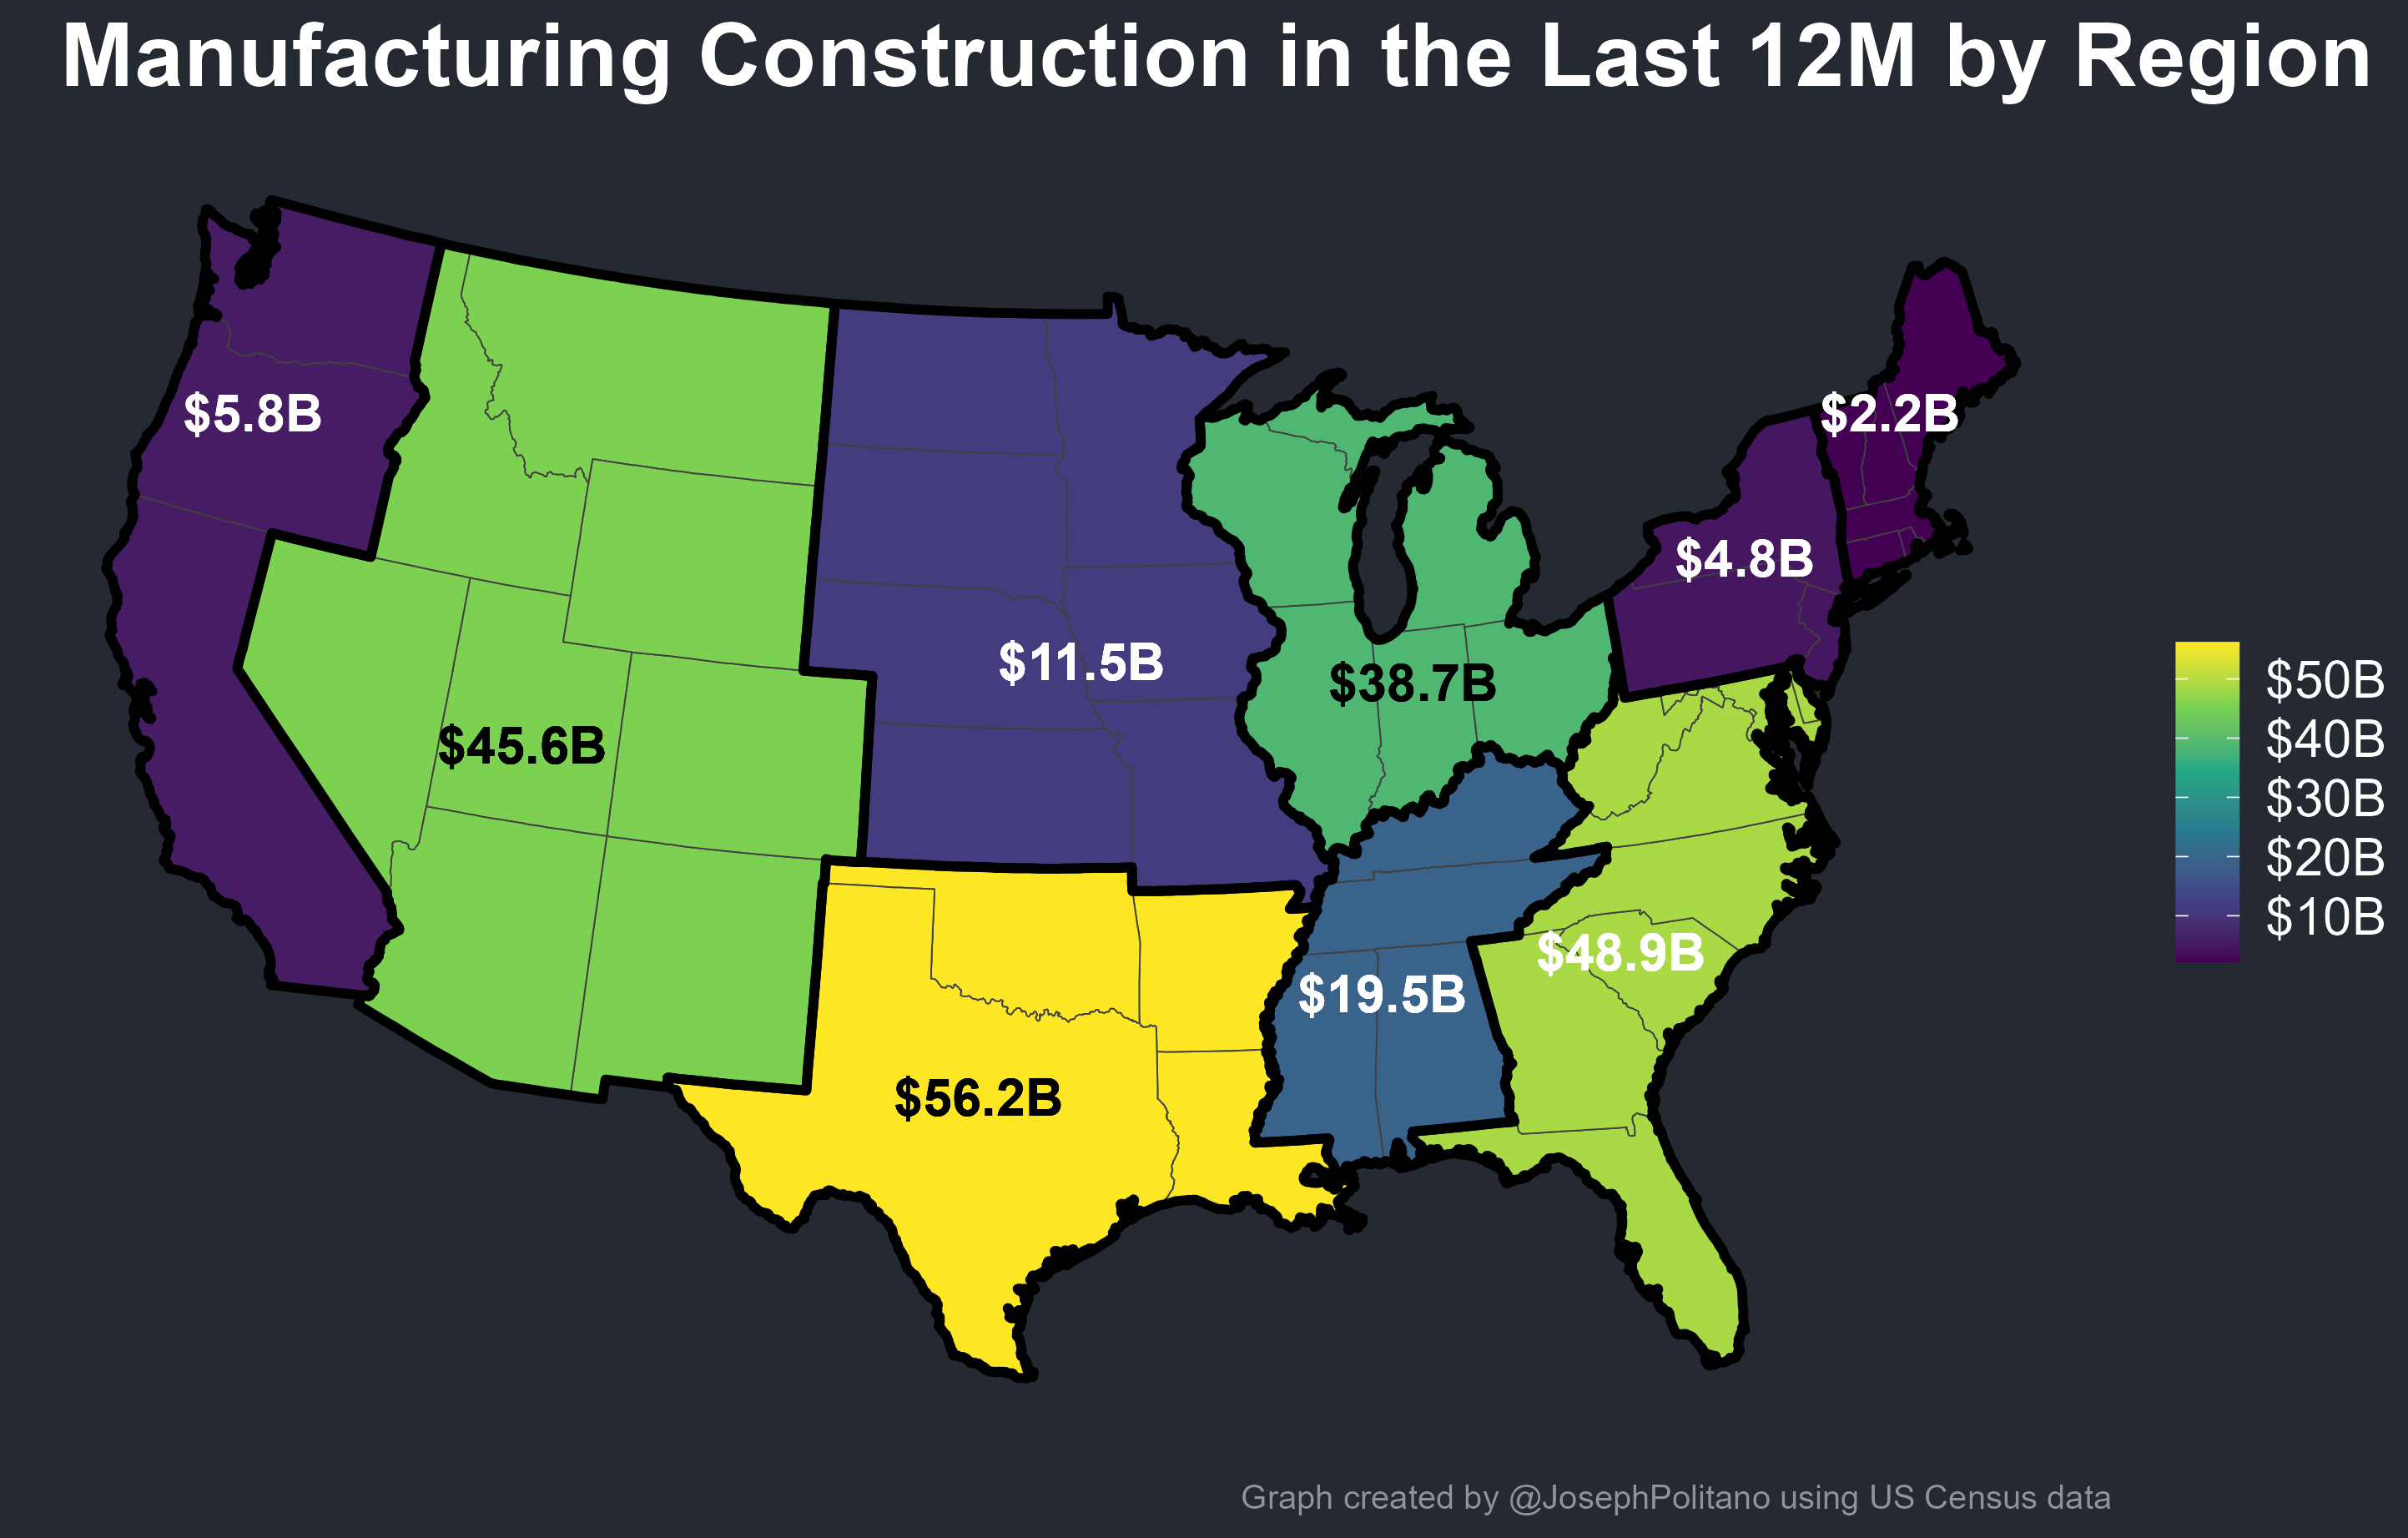 Manufacturing Construction in the Last 12M by Region
$5.8B
$2.2B
$4.8B
$11.5B
$38.7B
$45.6B
$48.9B
$19.5B
$56.2B
$50B
$40B
$30B
$20B
$10B
Graph created by @JosephPolitano using US Census data